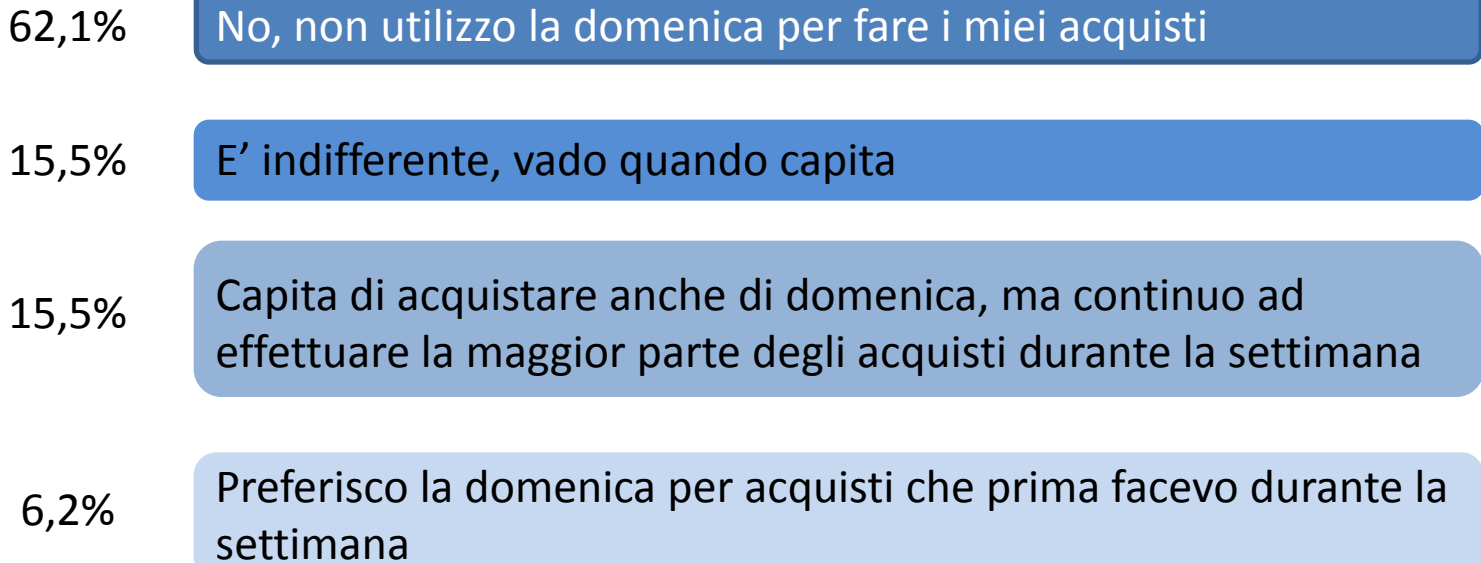 62,1% No, non utilizzo la domenica per fare i miei acquisti
15,5% E’ indifferente, vado quando capita
15,5% Capita di acquistare anche di domenica, ma continuo ad
effettuare la maggior parte degli acquisti durante la settimana
6,2% Preferisco la domenica per acquisti che prima facevo durante la
settimana